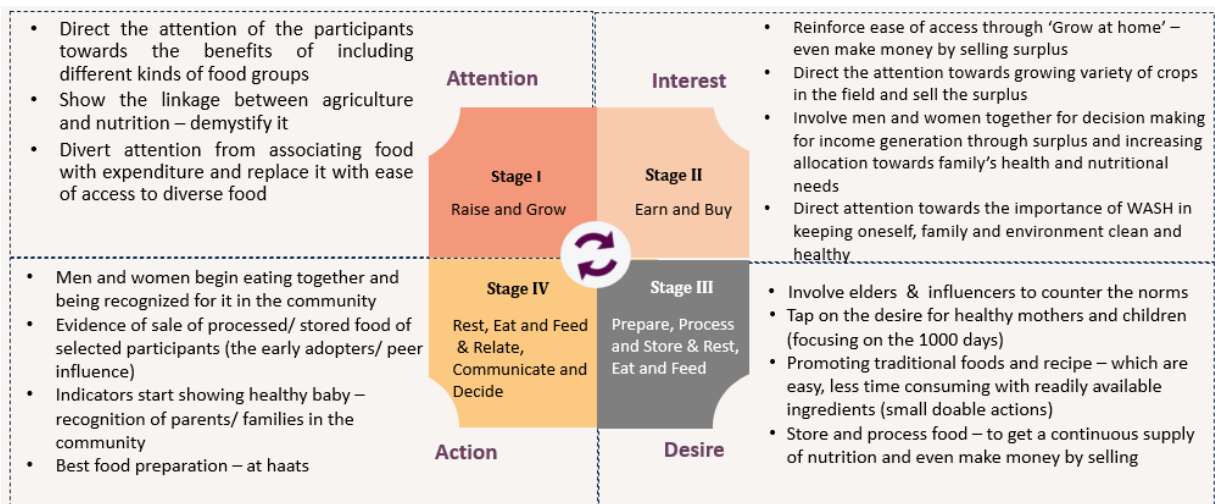 • Direct the attention of the participants
towards the benefits of including
different kinds of food groups
• Show the linkage between agriculture
and nutrition – demystify it
• Divert attention from associating food
with expenditure and replace it with ease
of access to diverse food
Attention
Stage I
Raise and Grow
Interest
Stage II
Earn and Buy
• Reinforce ease of access through ‘Grow at home’ –
even make money by selling surplus
• Direct the attention towards growing variety of crops
in the field and sell the surplus
• Involve men and women together for decision making
for income generation through surplus and increasing
allocation towards family’s health and nutritional
needs
• Direct attention towards the importance of WASH in
keeping oneself, family and environment clean and
healthy
• Men and women begin eating together and
being recognized for it in the community
• Evidence of sale of processed/ stored food of
selected participants (the early adopters/ peer
influence)
• Indicators start showing healthy baby –
recognition of parents/ families in the
community
• Best food preparation – at haats
Stage IV
Rest, Eat and Feed
& Relate,
Communicate and
Decide
Action
Stage III
Prepare, Process
and Store & Rest,
Eat and Feed
Desire
• Involve elders & influencers to counter the norms
• Tap on the desire for healthy mothers and children
(focusing on the 1000 days)
• Promoting traditional foods and recipe – which are
easy, less time consuming with readily available
ingredients (small doable actions)
• Store and process food – to get a continuous supply
of nutrition and even make money by selling